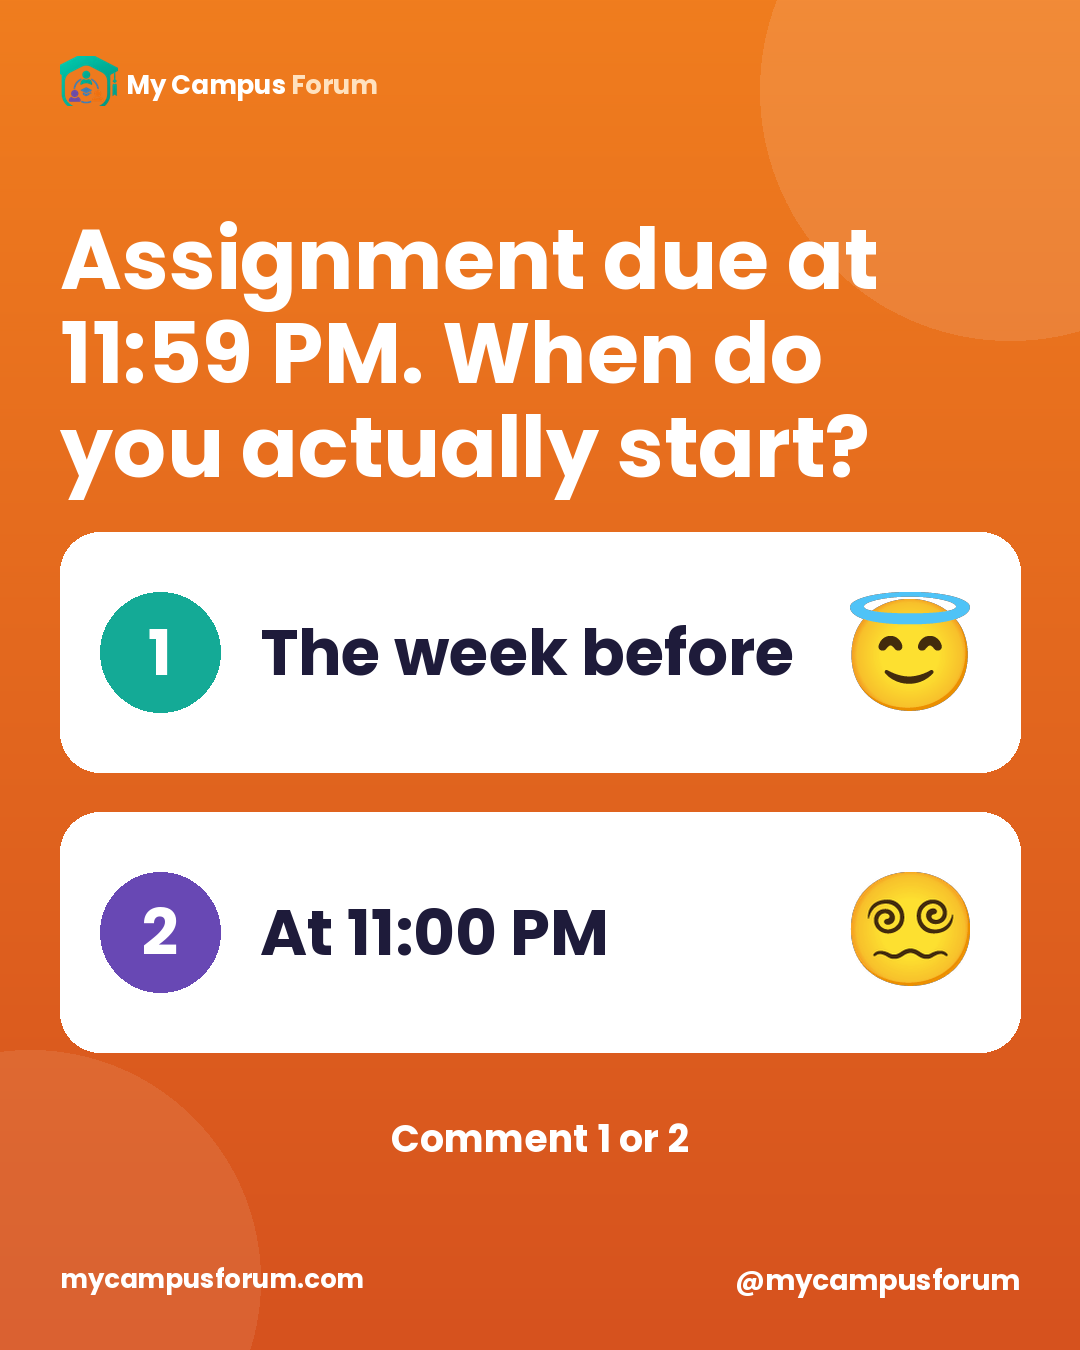 My Campus Forum
Assignment due at
11:59 PM. When do
you actually start?
1 The week before
2 At 11:00 PM
Comment 1 or 2
mycampusforum.com
@mycampusforum